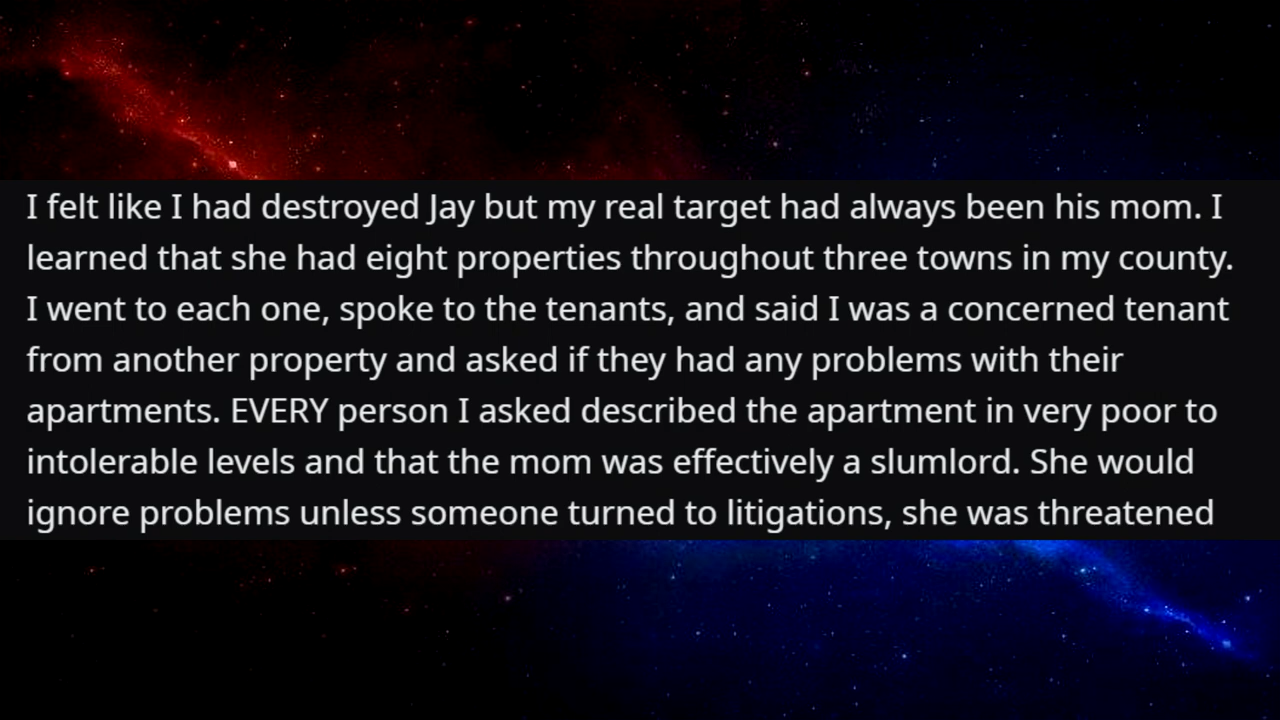 I felt like I had destroyed Jay but my real target had always been his mom. I
learned that she had eight properties throughout three towns in my county.
I went to each one, spoke to the tenants, and said I was a concerned tenant
from another property and asked if they had any problems with their
apartments. EVERY person I asked described the apartment in very poor to
intolerable levels and that the mom was effectively a slumlord. She would
ignore problems unless someone turned to litigations, she was threatened